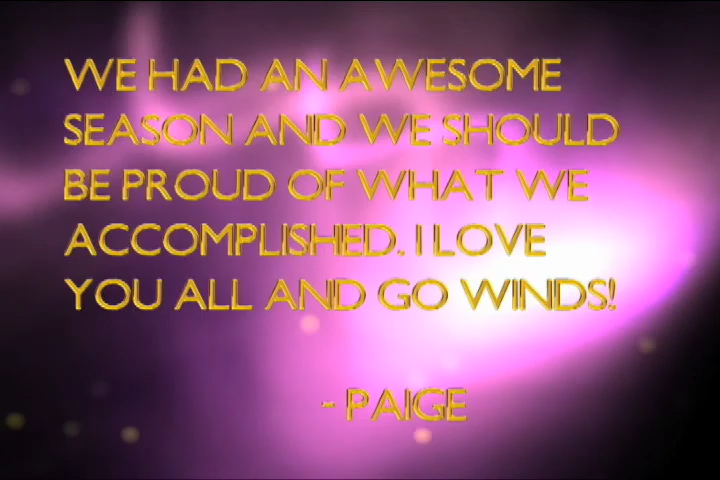 WE HAD AN AWESOME
SEASON AND WE SHOULD
BE PROUD OF WHAT WE
ACCOMPLISHED. I LOVE
YOU ALL AND GO WINDS!
- PAIGE